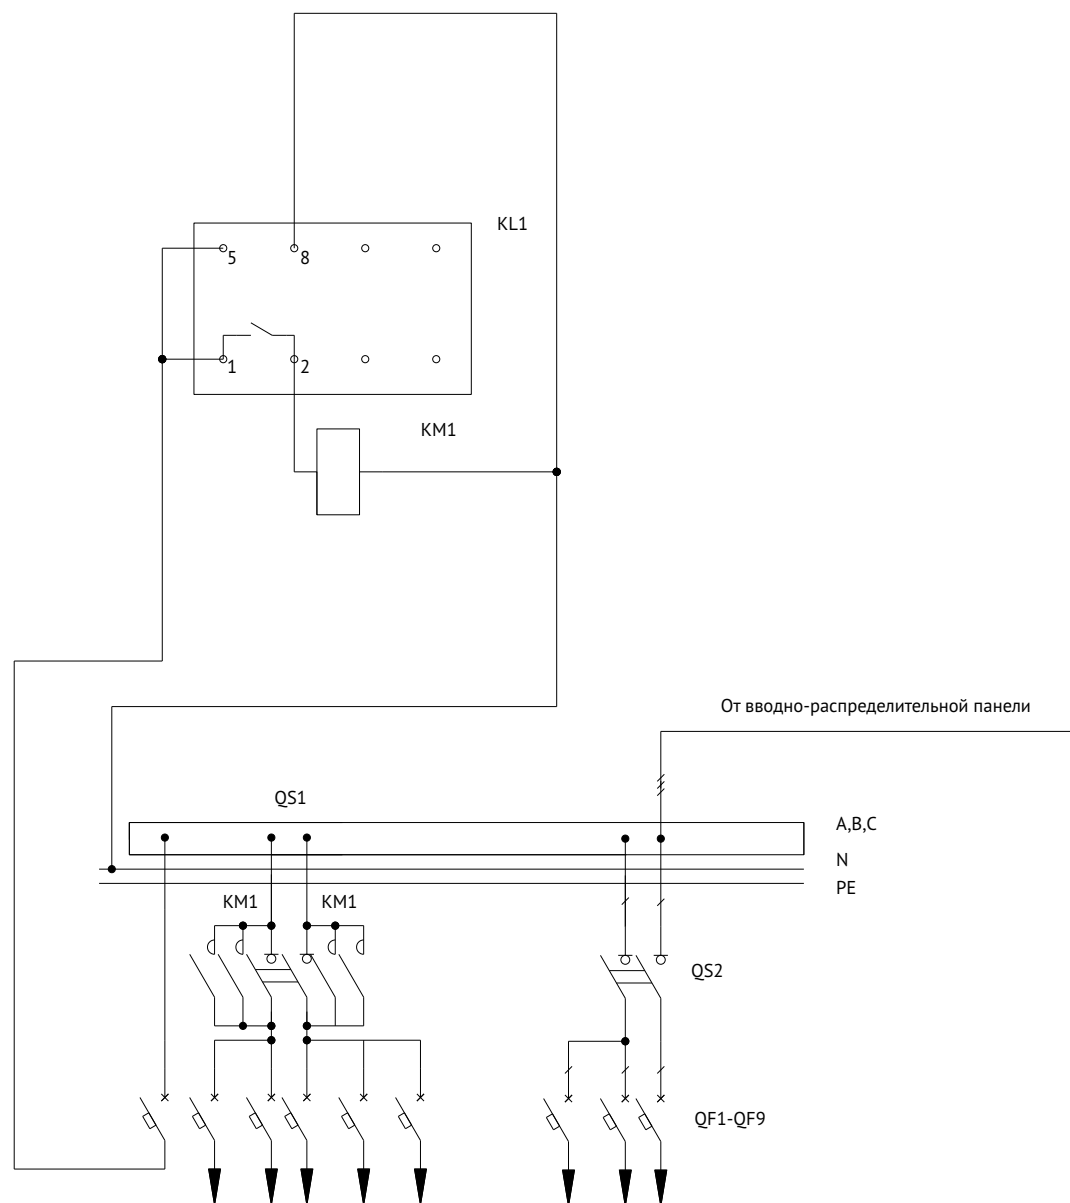 KL1
5
8
1
2
KM1
От вводно-распределительной панели
QS1
A,B,C
N
PE
KM1
KM1
QS2
QF1-QF9